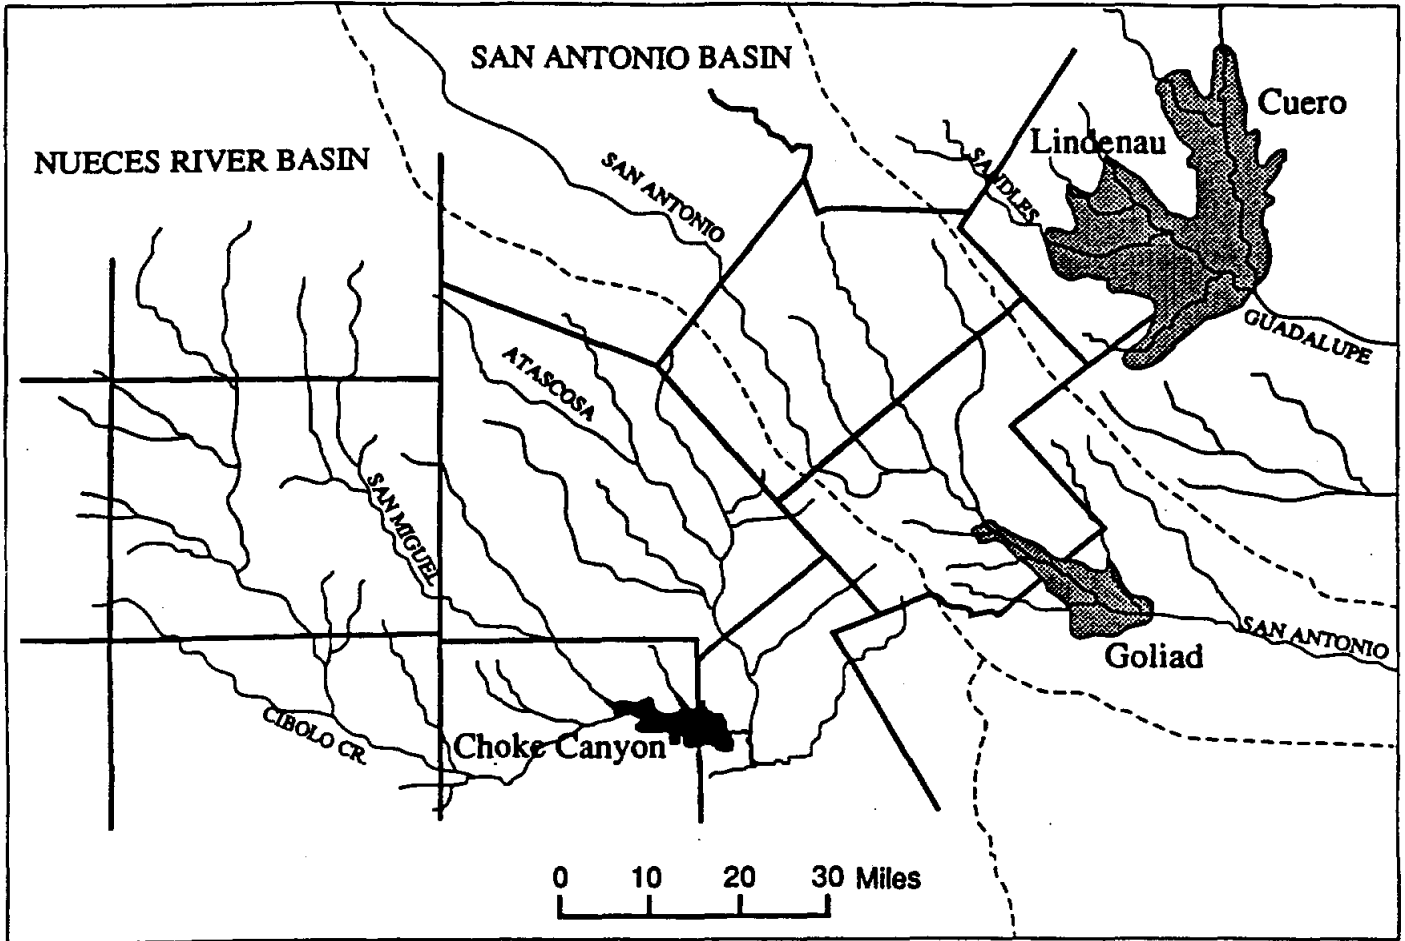 SAN ANTONIO BASIN
Cuero
Lindenau
NUECES RIVER BASIN
SAN ANTONIO
SANDLES
GUADALUPE
ATASCOSA
SAN MIGUEL
SAN ANTONIO
Goliad
CIBOLO CR.
Choke Canyon
0 10 20 30 Miles